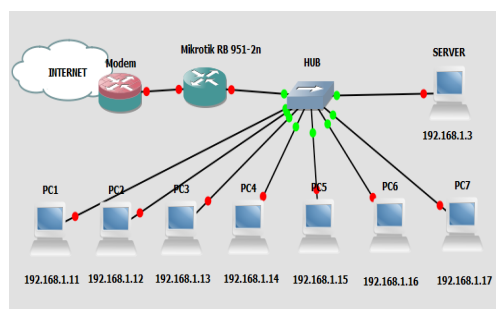 Mikrotik RB 951-2n
HUB
SERVER
INTERNET
Modem
192.168.1.3
PC1
PC2
PC3
PC4
PC5
PC6
PC7
192.168.1.11
192.168.1.12
192.168.1.13
192.168.1.14
192.168.1.15
192.168.1.16
192.168.1.17